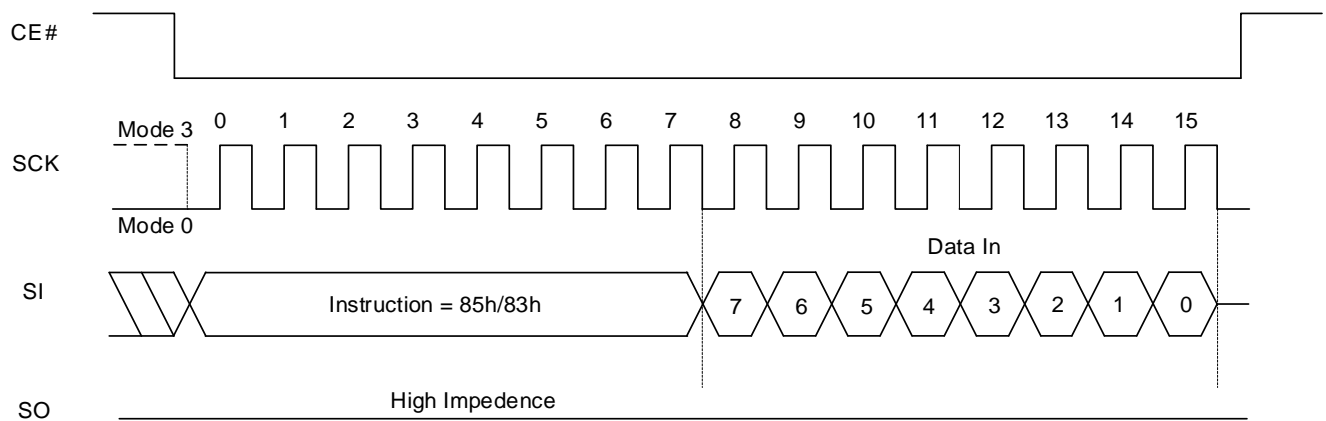 CE#
Mode 3 0 1 2 3 4 5 6 7 8 9 10 11 12 13 14 15
SCK
Mode 0
Data In
SI
Instruction = 85h/83h 7 6 5 4 3 2 1 0
High Impedence
SO